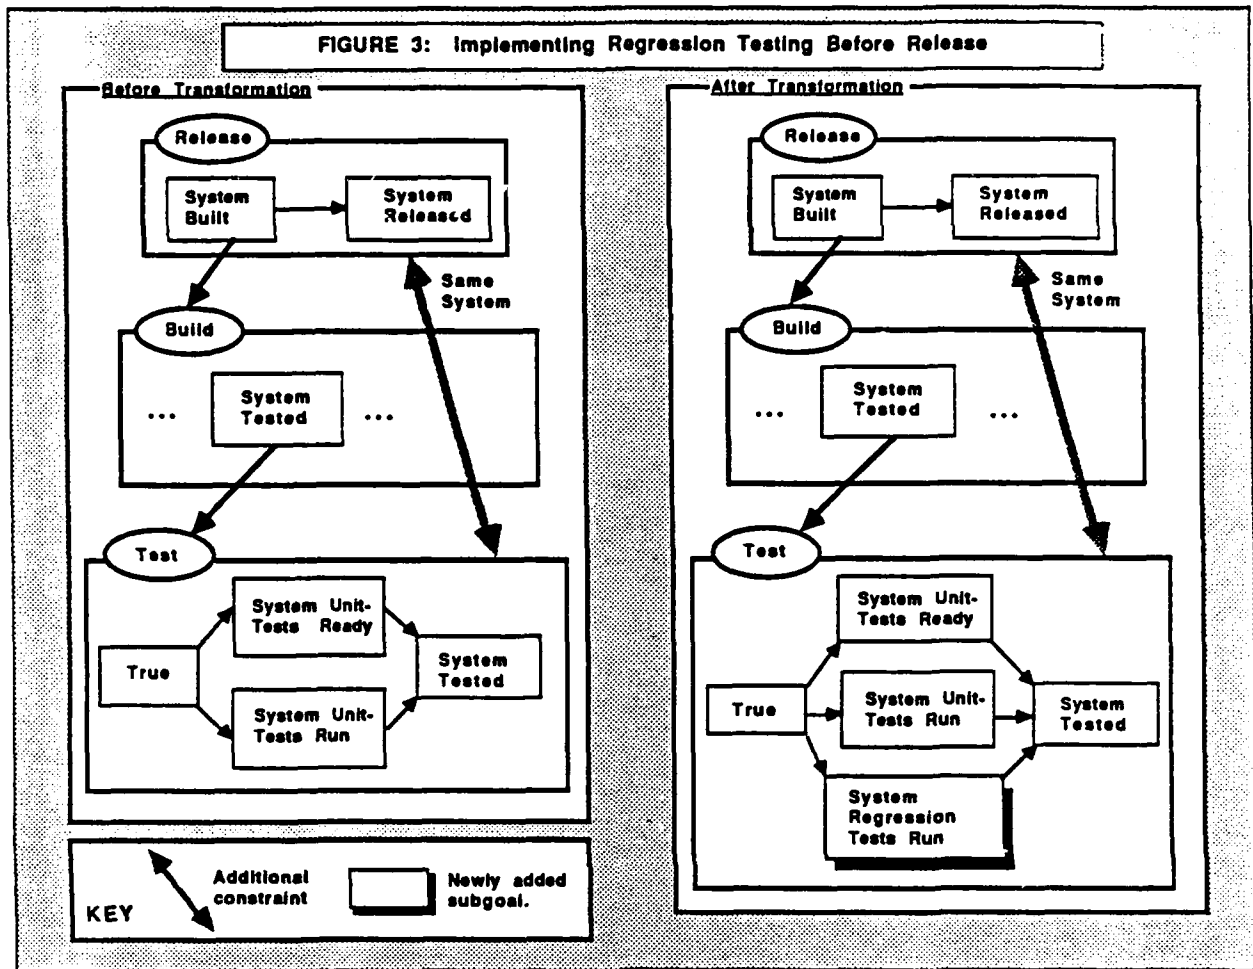 FIGURE 3: Implementing Regression Testing Before Release
Before Transformation
Release
System
Built
System
Released
Same
System
Build
...
System
Tested
...
Test
True
System Unit-
Tests Ready
System Unit-
Tests Run
System
Tested
KEY
Additional
constraint
Newly added
subgoal.
After Transformation
Release
System
Built
System
Released
Same
System
Build
...
System
Tested
...
Test
True
System Unit-
Tests Ready
System Unit-
Tests Run
System
Regression
Tests Run
System
Tested